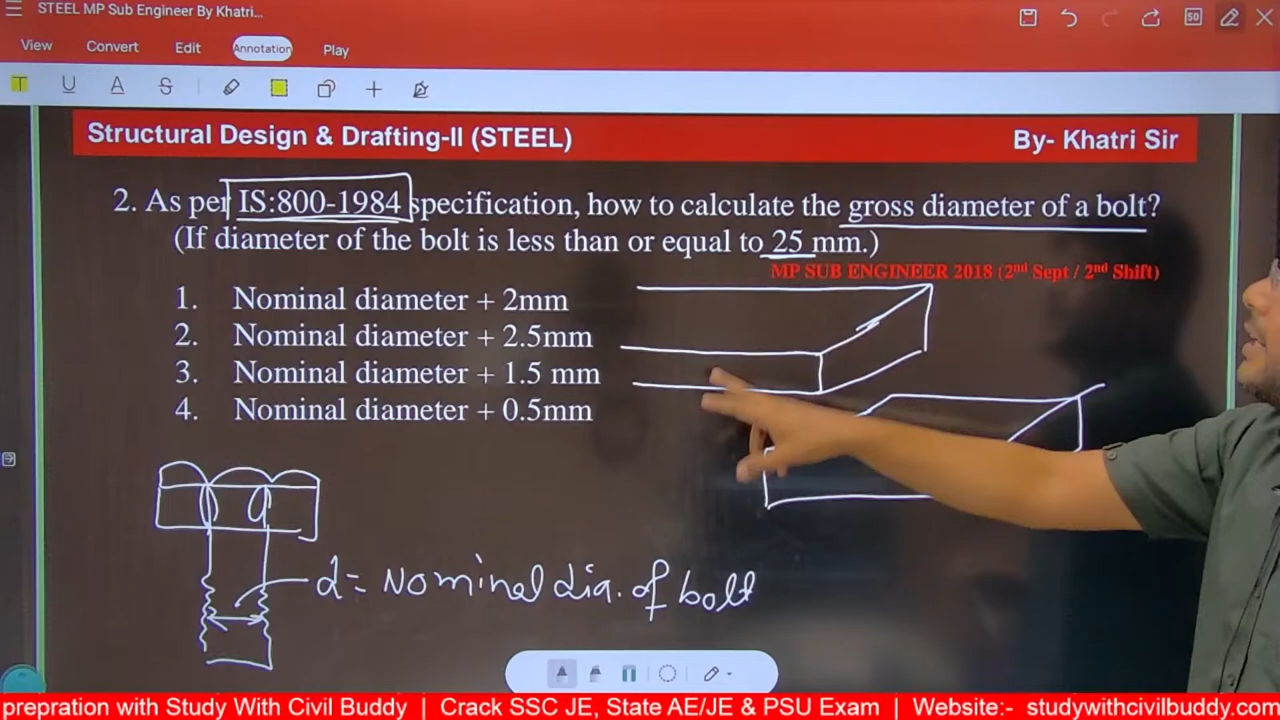 STEEL MP Sub Engineer By Khatri...
View Convert Edit Annotation Play
T U A S
Structural Design & Drafting-II (STEEL) By- Khatri Sir
2. As per IS:800-1984 specification, how to calculate the gross diameter of a bolt?
(If diameter of the bolt is less than or equal to 25 mm.)
MP SUB ENGINEER 2018 (2nd Sept / 2nd Shift)
1. Nominal diameter + 2mm
2. Nominal diameter + 2.5mm
3. Nominal diameter + 1.5 mm
4. Nominal diameter + 0.5mm
d = Nominal dia. of bolt
prepration with Study With Civil Buddy | Crack SSC JE, State AE/JE & PSU Exam | Website:- studywithcivilbuddy.com